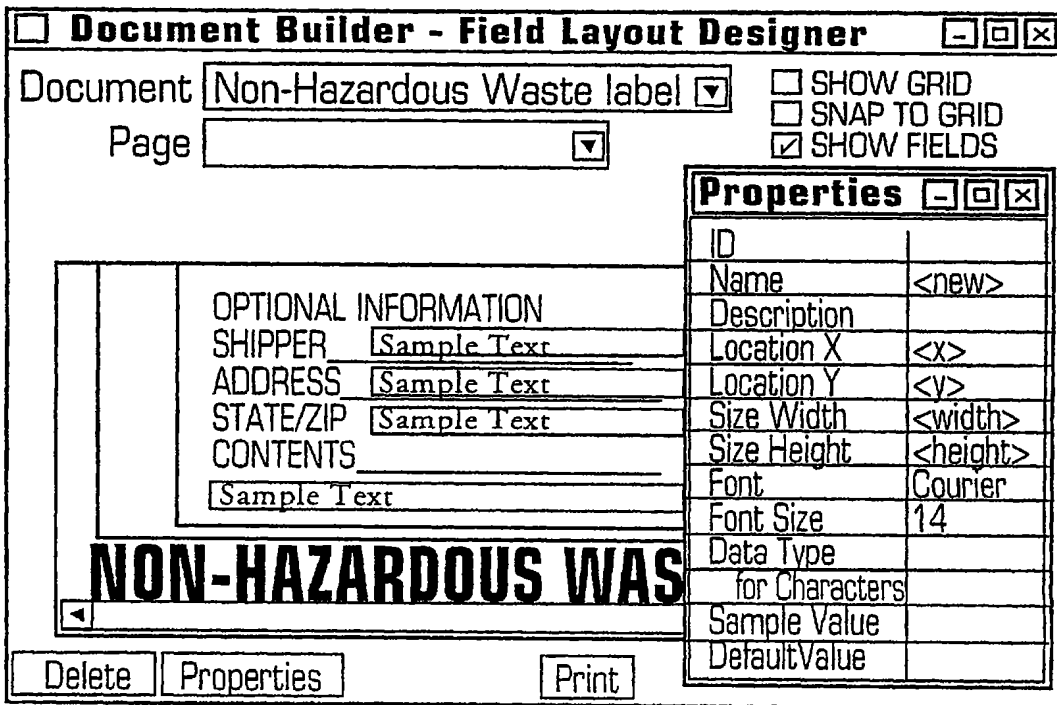 Document Builder - Field Layout Designer
Document Non-Hazardous Waste label
Page
SHOW GRID
SNAP TO GRID
SHOW FIELDS
OPTIONAL INFORMATION
SHIPPER Sample Text
ADDRESS Sample Text
STATE/ZIP Sample Text
CONTENTS
Sample Text
NON-HAZARDOUS WAS
Properties
ID
Name <new>
Description
Location X <x>
Location Y <y>
Size Width <width>
Size Height <height>
Font Courier
Font Size 14
Data Type
for Characters
Sample Value
DefaultValue
Delete Properties Print